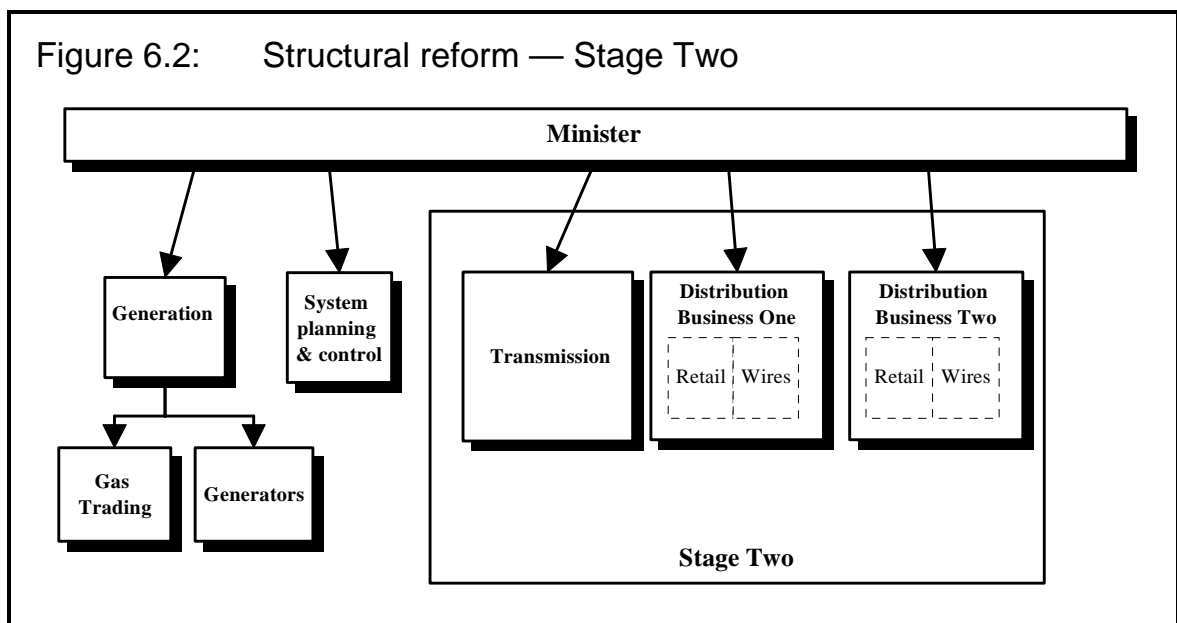 Figure 6.2: Structural reform — Stage Two
Minister
Generation
System
planning
& control
Transmission
Distribution
Business One
Retail
Wires
Distribution
Business Two
Retail
Wires
Gas
Trading
Generators
Stage Two